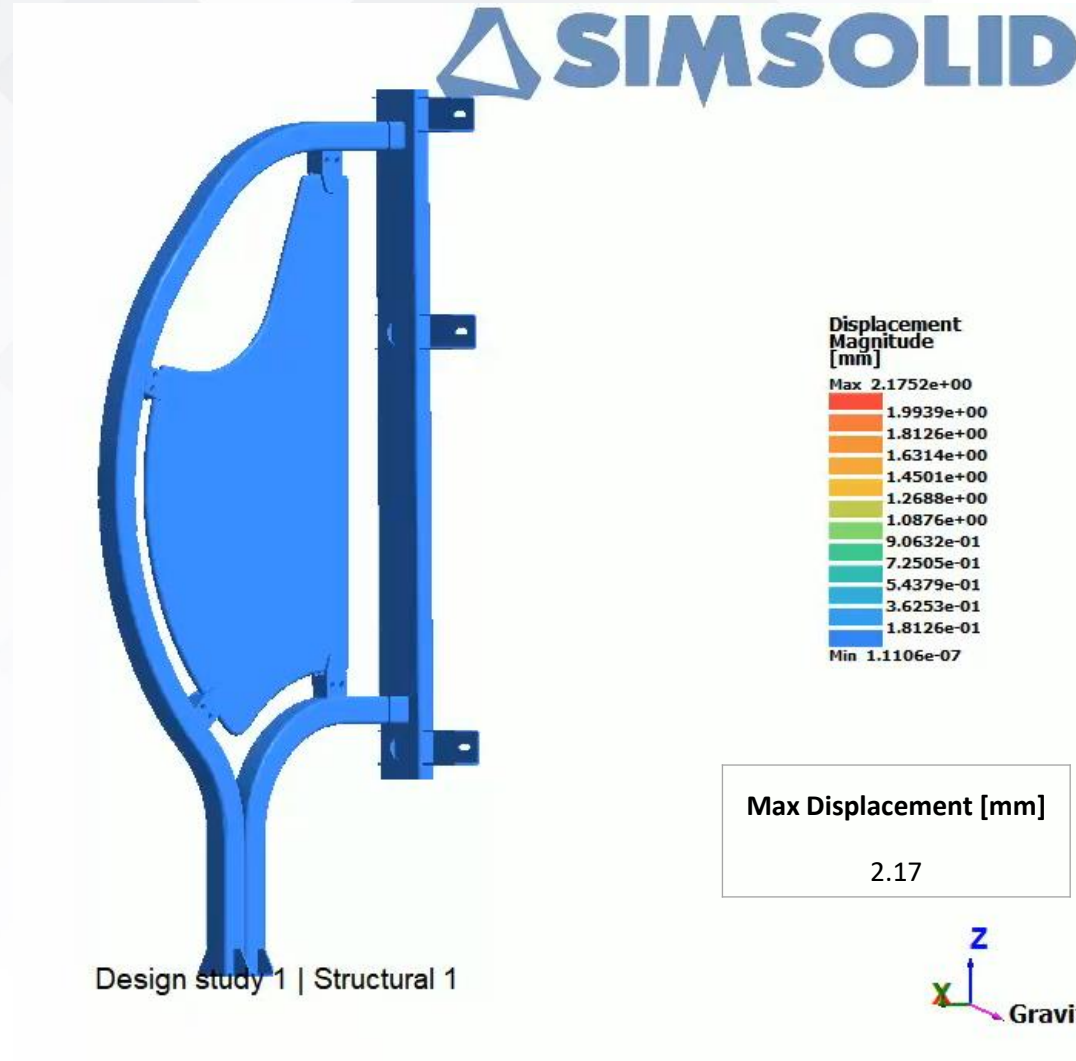 SIMSOLID
Displacement
Magnitude
[mm]
Max 2.1752e+00
1.9939e+00
1.8126e+00
1.6314e+00
1.4501e+00
1.2688e+00
1.0876e+00
9.0632e-01
7.2505e-01
5.4379e-01
3.6253e-01
1.8126e-01
Min 1.1106e-07
Max Displacement [mm]
2.17
Design study 1 | Structural 1
Z
X
Gravi